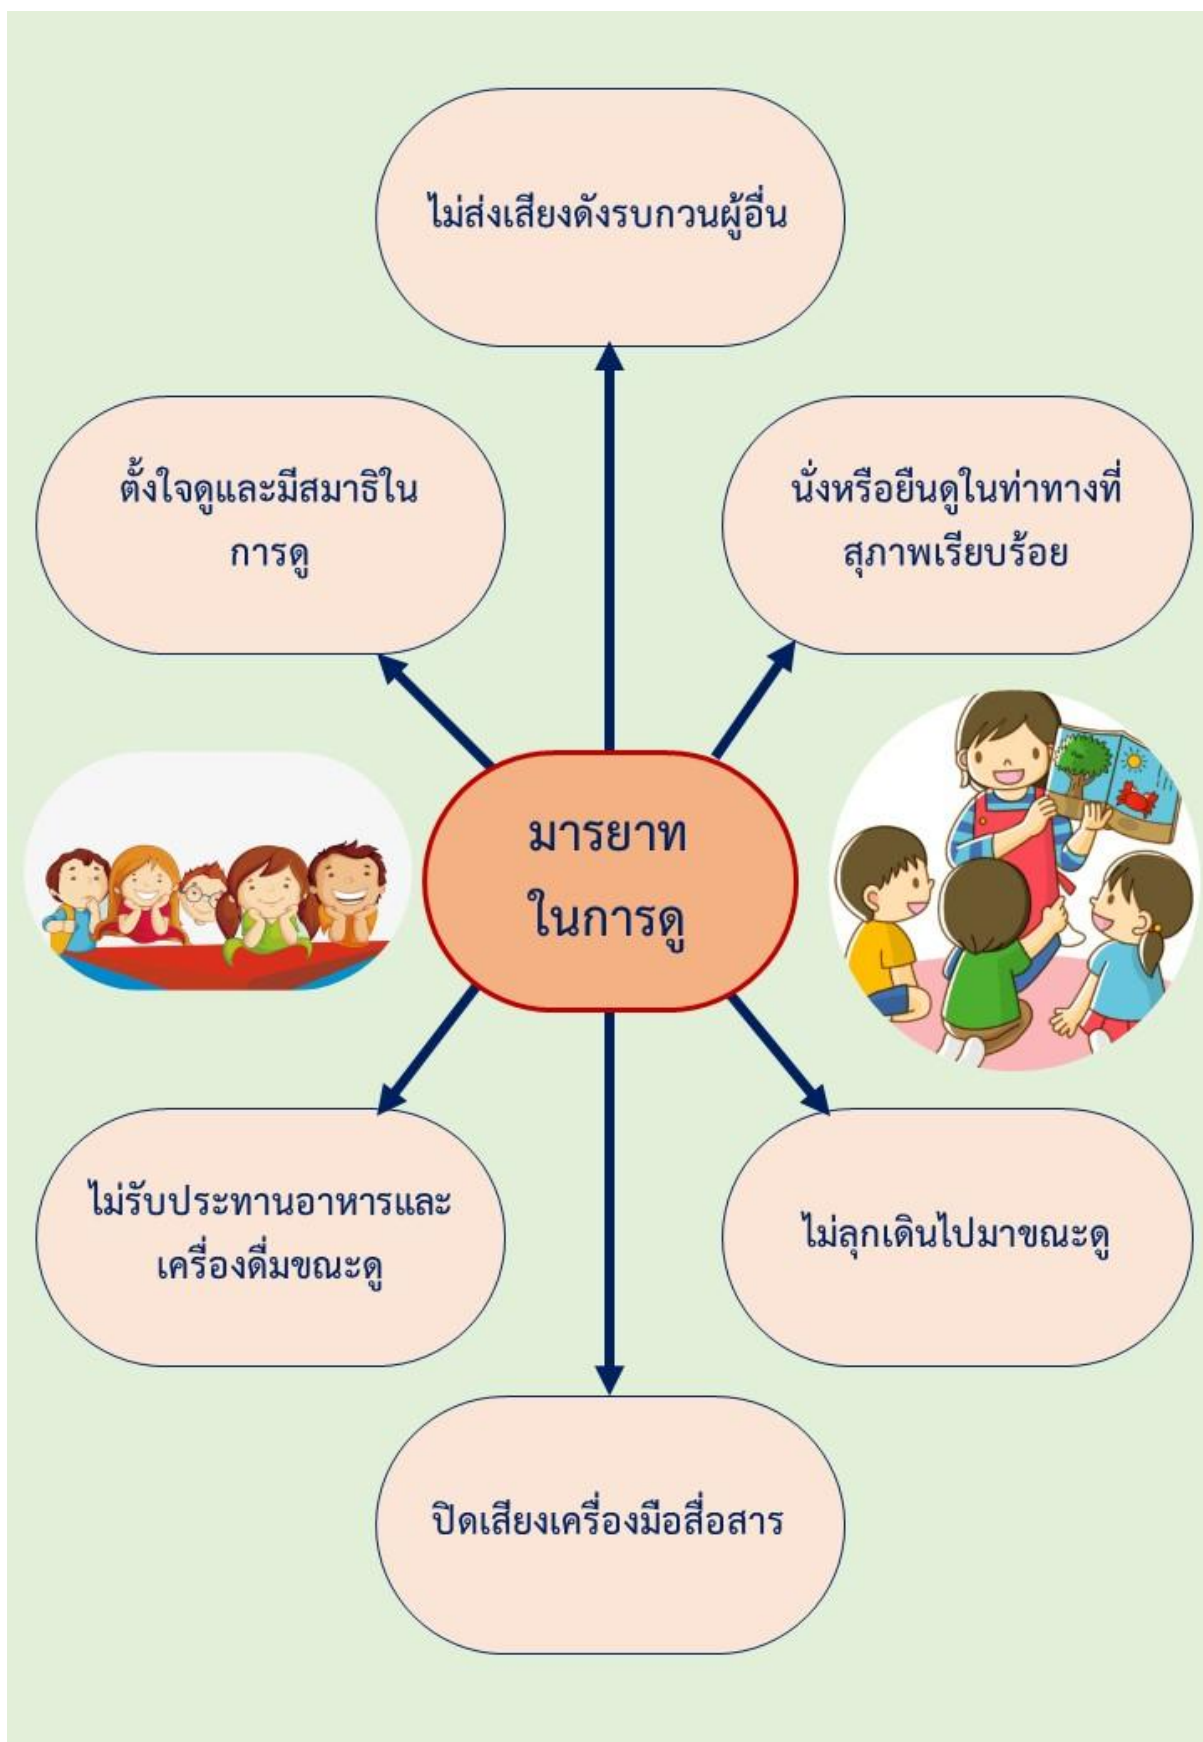 ไม่ส่งเสียงดังรบกวนผู้อื่น
ตั้งใจดูและมีสมาธิใน
การดู
นั่งหรือยืนดูในท่าทางที่
สุภาพเรียบร้อย
มารยาท
ในการดู
ไม่รับประทานอาหารและ
เครื่องดื่มขณะดู
ไม่ลุกเดินไปมาขณะดู
ปิดเสียงเครื่องมือสื่อสาร